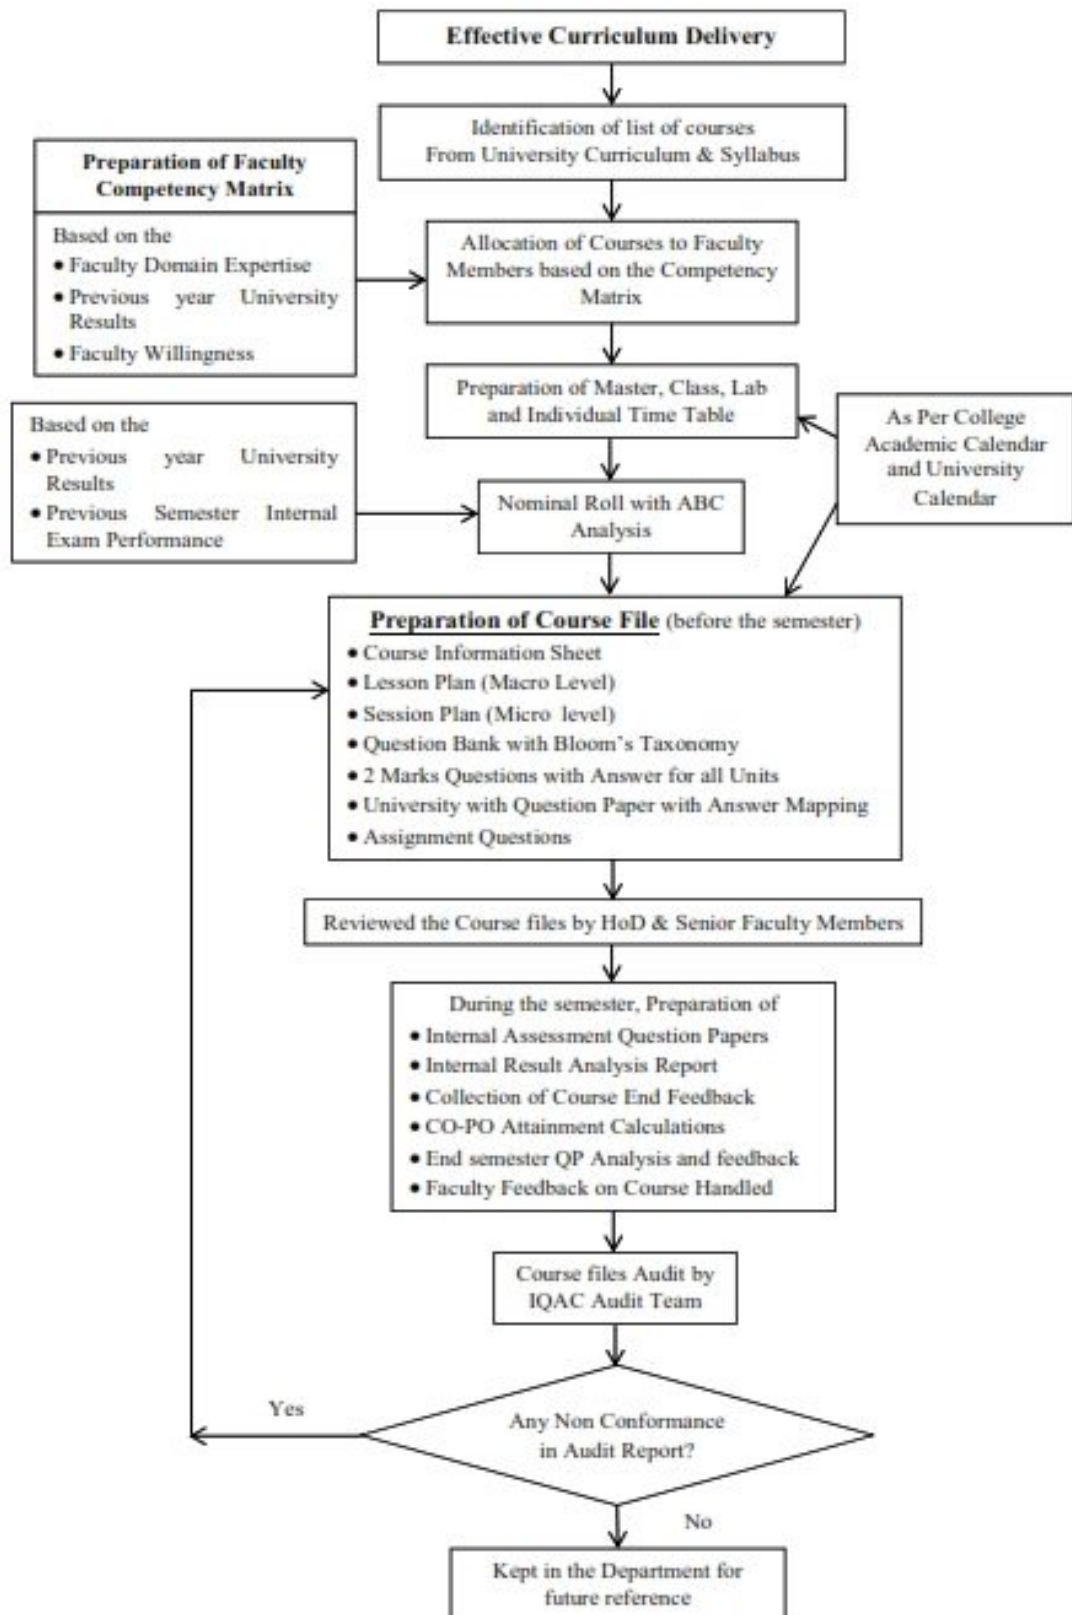 Effective Curriculum Delivery
Identification of list of courses
From University Curriculum & Syllabus
Preparation of Faculty
Competency Matrix
Based on the
• Faculty Domain Expertise
• Previous year University
Results
• Faculty Willingness
Allocation of Courses to Faculty
Members based on the Competency
Matrix
Preparation of Master, Class, Lab
and Individual Time Table
As Per College
Academic Calendar
and University
Calendar
Based on the
• Previous year University
Results
• Previous Semester Internal
Exam Performance
Nominal Roll with ABC
Analysis
Preparation of Course File (before the semester)
• Course Information Sheet
• Lesson Plan (Macro Level)
• Session Plan (Micro level)
• Question Bank with Bloom's Taxonomy
• 2 Marks Questions with Answer for all Units
• University with Question Paper with Answer Mapping
• Assignment Questions
Reviewed the Course files by HoD & Senior Faculty Members
During the semester, Preparation of
• Internal Assessment Question Papers
• Internal Result Analysis Report
• Collection of Course End Feedback
• CO-PO Attainment Calculations
• End semester QP Analysis and feedback
• Faculty Feedback on Course Handled
Course files Audit by
IQAC Audit Team
Yes
Any Non Conformance
in Audit Report?
No
Kept in the Department for
future reference